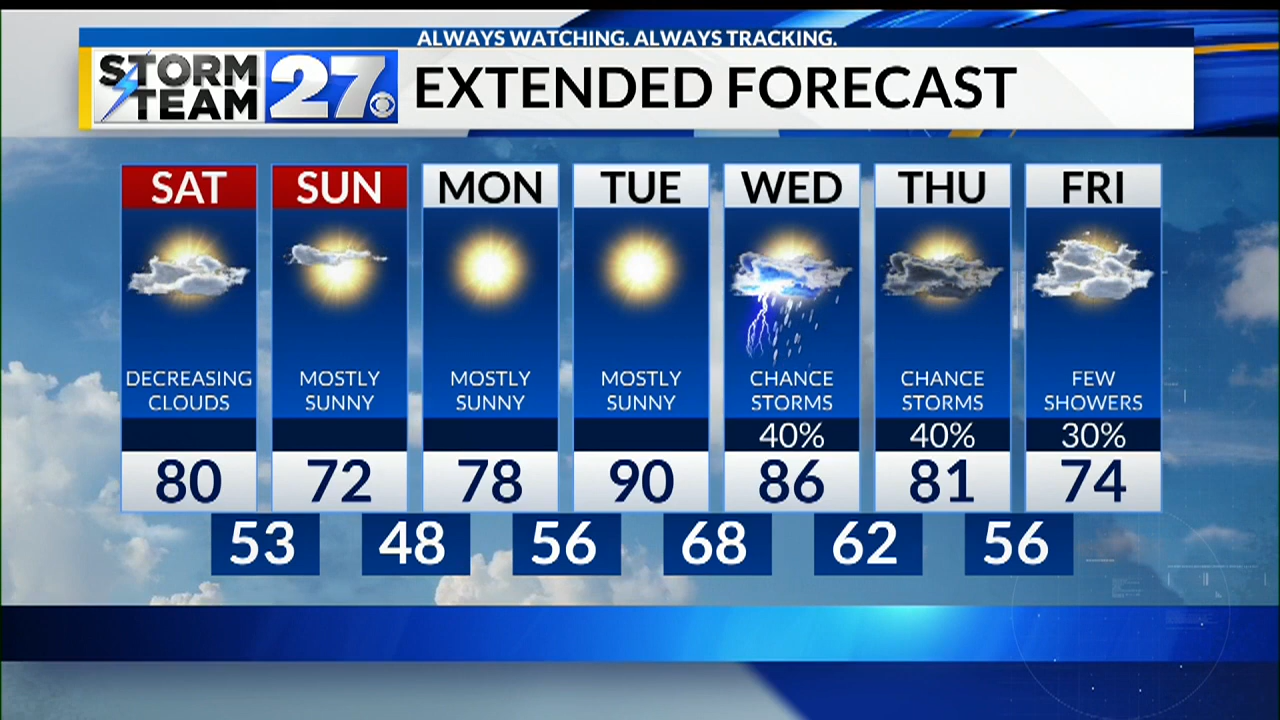 ALWAYS WATCHING. ALWAYS TRACKING.
STORM
TEAM
27
EXTENDED FORECAST
SAT SUN MON TUE WED THU FRI
DECREASING CLOUDS
MOSTLY SUNNY
MOSTLY SUNNY
MOSTLY SUNNY
CHANCE STORMS
CHANCE STORMS
FEW SHOWERS
40% 40% 30%
80 72 78 90 86 81 74
53 48 56 68 62 56